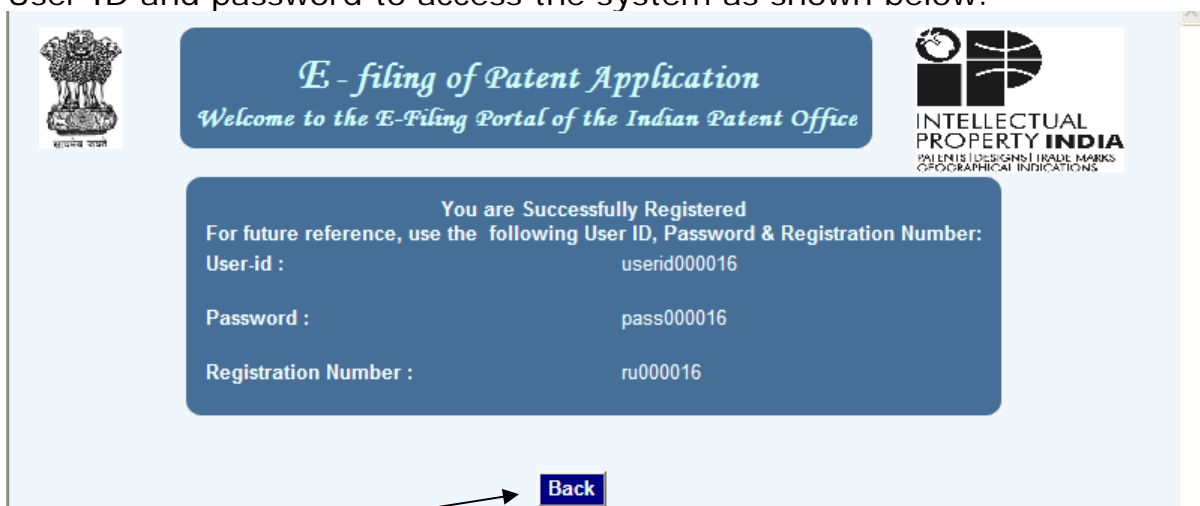 User ID and password to access the system as shown below.
E - filing of Patent Application
Welcome to the E-Filing Portal of the Indian Patent Office
सत्यमेव जयते
INTELLECTUAL
PROPERTY INDIA
PATENTS | DESIGNS | TRADE MARKS
GEOGRAPHICAL INDICATIONS
You are Successfully Registered
For future reference, use the following User ID, Password & Registration Number:
User-id : userid000016
Password : pass000016
Registration Number : ru000016
Back